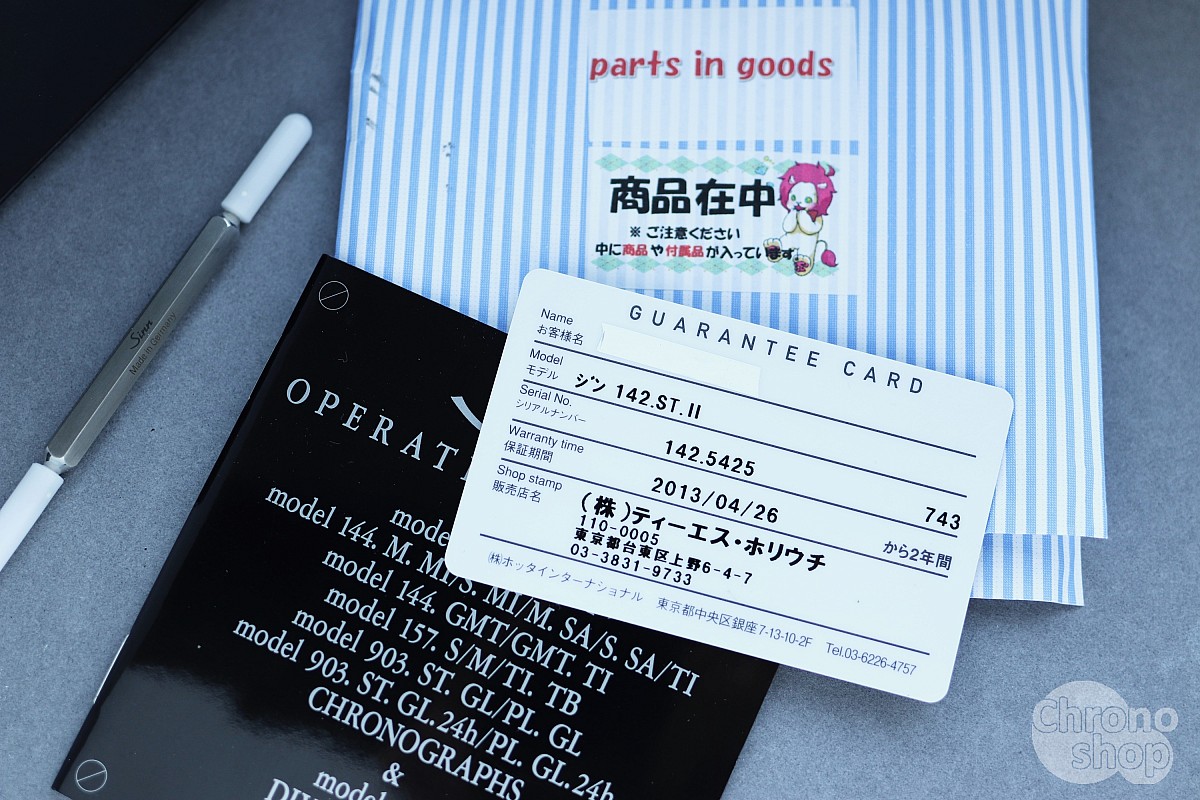 parts in goods
商品在中
※ ご注意ください
中に商品や付属品が入っています。
Sinn
Made in Germany
GUARANTEE CARD
Name
お客様名
Model
モデル
ジン 142.ST.II
Serial No.
シリアルナンバー
142.5425
743
Warranty time
保証期間
2013/04/26
から2年間
Shop stamp
販売店名
(株)ティーエス・ホリウチ
110-0005
東京都台東区上野6-4-7
03-3831-9733
㈱ホッタインターナショナル 東京都中央区銀座7-13-10-2F Tel.03-6226-4757
OPERAT
model 144. M. MI/S. MI/M. SA/S. SA/TI
model 144. GMT/GMT. TI
model 157. S/M/TI. TB
model 903. ST. GL/PL. GL
model 903. ST. GL. 24h/PL. GL. 24h
CHRONOGRAPHS
&
model
Chrono
shop